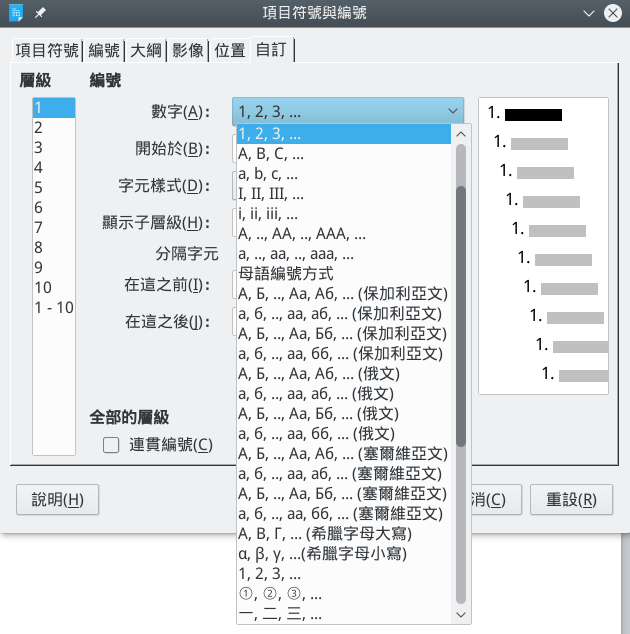 項目符號與編號
項目符號 編號 大綱 影像 位置 自訂
層級 編號
1
2
3
4
5
6
7
8
9
10
1 - 10
數字(A)： 1, 2, 3, ...
開始於(B)：
字元樣式(D)：
顯示子層級(H)：
分隔字元
在這之前(I)：
在這之後(J)：
1, 2, 3, ...
A, B, C, ...
a, b, c, ...
I, II, III, ...
i, ii, iii, ...
A, .., AA, .., AAA, ...
a, .., aa, .., aaa, ...
母語編號方式
А, Б, .., Аа, Аб, ... (保加利亞文)
а, б, .., аа, аб, ... (保加利亞文)
А, Б, .., Аа, Бб, ... (保加利亞文)
а, б, .., аа, бб, ... (保加利亞文)
А, Б, .., Аа, Аб, ... (俄文)
а, б, .., аа, аб, ... (俄文)
А, Б, .., Аа, Бб, ... (俄文)
а, б, .., аа, бб, ... (俄文)
А, Б, .., Аа, Аб, ... (塞爾維亞文)
а, б, .., аа, аб, ... (塞爾維亞文)
А, Б, .., Аа, Бб, ... (塞爾維亞文)
а, б, .., аа, бб, ... (塞爾維亞文)
Α, Β, Γ, ... (希臘字母大寫)
α, β, γ, ...(希臘字母小寫)
1, 2, 3, ...
①, ②, ③, ...
一, 二, 三, ...
1.
1.
1.
1.
1.
1.
1.
1.
1.
1.
全部的層級
連貫編號(C)
說明(H) 消(C) 重設(R)